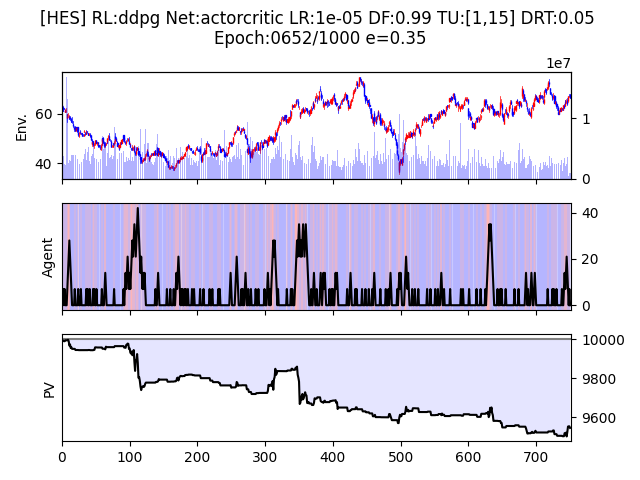 [HES] RL:ddpg Net:actorcritic LR:1e-05 DF:0.99 TU:[1,15] DRT:0.05
Epoch:0652/1000 e=0.35
1e7
Env.
60
40
1
0
Agent
40
20
0
PV
10000
9800
9600
0 100 200 300 400 500 600 700